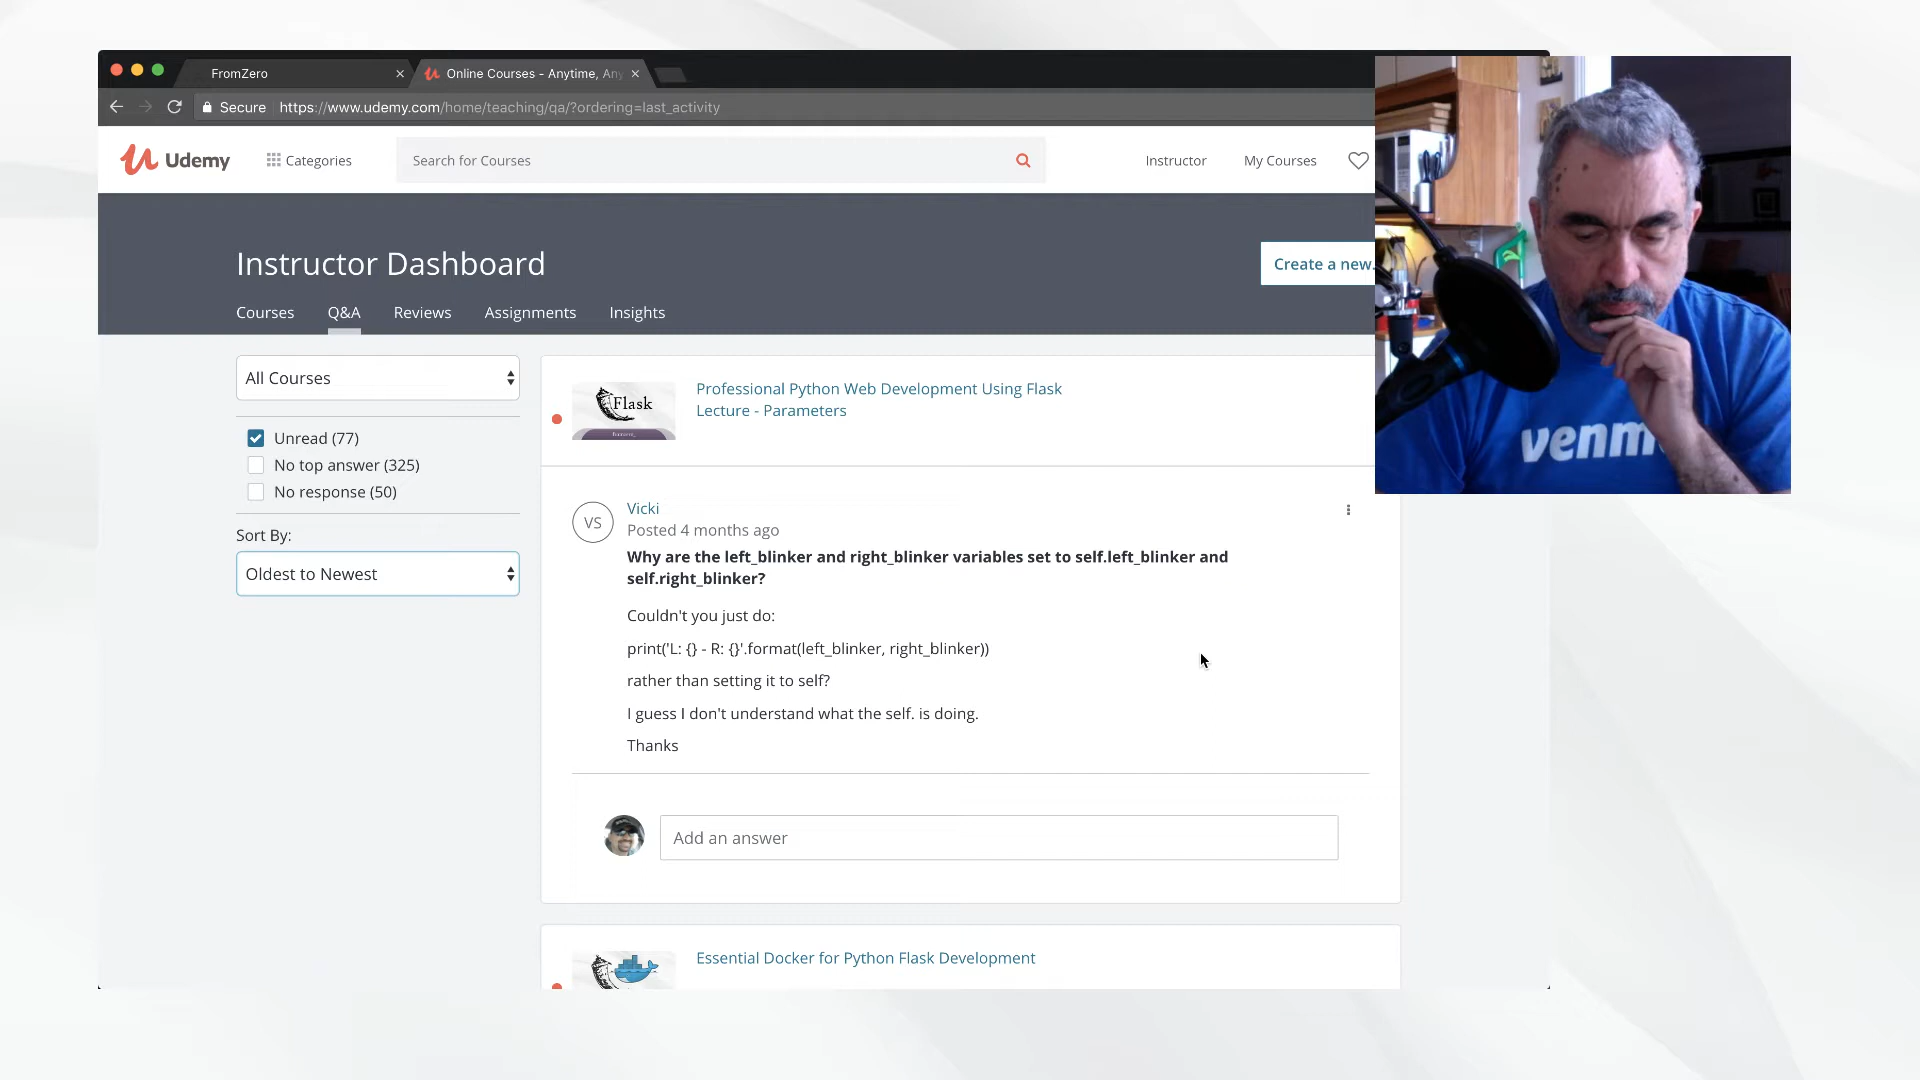 FromZero
Online Courses - Anytime, Any
Secure https://www.udemy.com/home/teaching/qa/?ordering=last_activity
Udemy
Categories
Search for Courses
Instructor
My Courses
Instructor Dashboard
Create a new
Courses
Q&A
Reviews
Assignments
Insights
All Courses
Unread (77)
No top answer (325)
No response (50)
Sort By:
Oldest to Newest
Flask
Professional Python Web Development Using Flask
Lecture - Parameters
venm
VS
Vicki
Posted 4 months ago
Why are the left_blinker and right_blinker variables set to self.left_blinker and
self.right_blinker?
Couldn't you just do:
print('L: {} - R: {}'.format(left_blinker, right_blinker))
rather than setting it to self?
I guess I don't understand what the self. is doing.
Thanks
Add an answer
Essential Docker for Python Flask Development